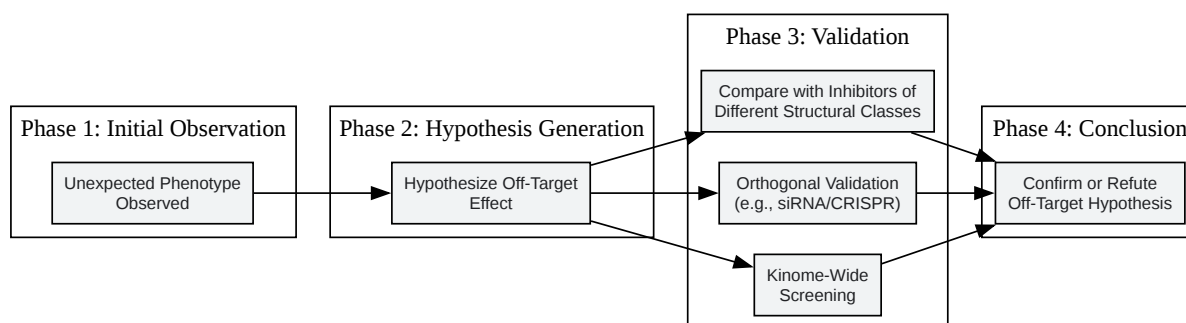 Phase 1: Initial Observation
Unexpected Phenotype
Observed
Phase 2: Hypothesis Generation
Hypothesize Off-Target
Effect
Phase 3: Validation
Compare with Inhibitors of
Different Structural Classes
Orthogonal Validation
(e.g., siRNA/CRISPR)
Kinome-Wide
Screening
Phase 4: Conclusion
Confirm or Refute
Off-Target Hypothesis